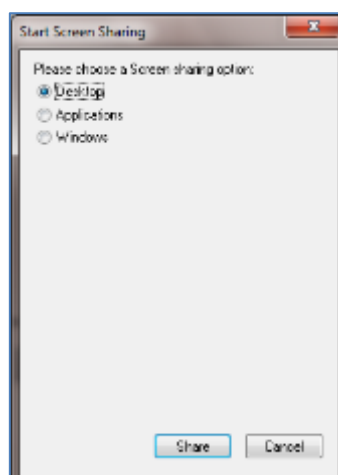 Start Screen Sharing
Please choose a Screen sharing option:
Desktop
Applications
Windows
Share Cancel